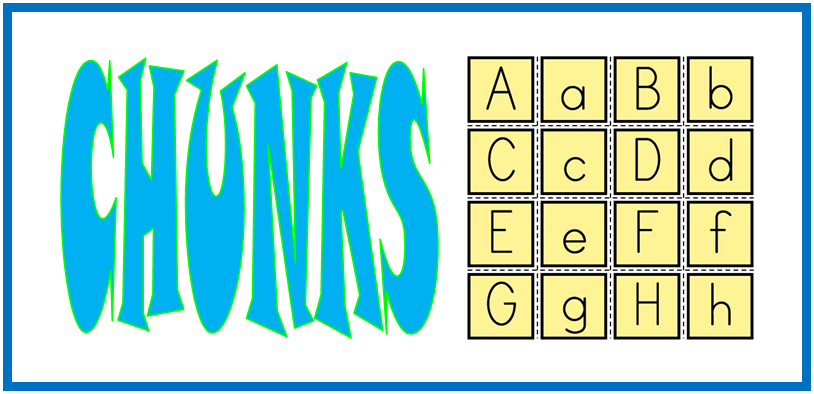 CHUNKS
A a B b
C c D d
E e F f
G g H h